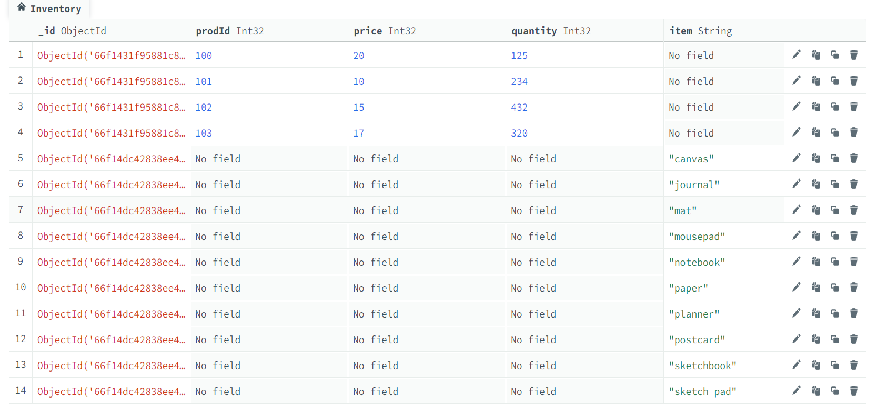 Inventory
_id ObjectId prodId Int32 price Int32 quantity Int32 item String
1 ObjectId('66f1431f95881c8… 100 20 125 No field
2 ObjectId('66f1431f95881c8… 101 10 234 No field
3 ObjectId('66f1431f95881c8… 102 15 432 No field
4 ObjectId('66f1431f95881c8… 103 17 320 No field
5 ObjectId('66f14dc42838ee4… No field No field No field "canvas"
6 ObjectId('66f14dc42838ee4… No field No field No field "journal"
7 ObjectId('66f14dc42838ee4… No field No field No field "mat"
8 ObjectId('66f14dc42838ee4… No field No field No field "mousepad"
9 ObjectId('66f14dc42838ee4… No field No field No field "notebook"
10 ObjectId('66f14dc42838ee4… No field No field No field "paper"
11 ObjectId('66f14dc42838ee4… No field No field No field "planner"
12 ObjectId('66f14dc42838ee4… No field No field No field "postcard"
13 ObjectId('66f14dc42838ee4… No field No field No field "sketchbook"
14 ObjectId('66f14dc42838ee4… No field No field No field "sketch pad"